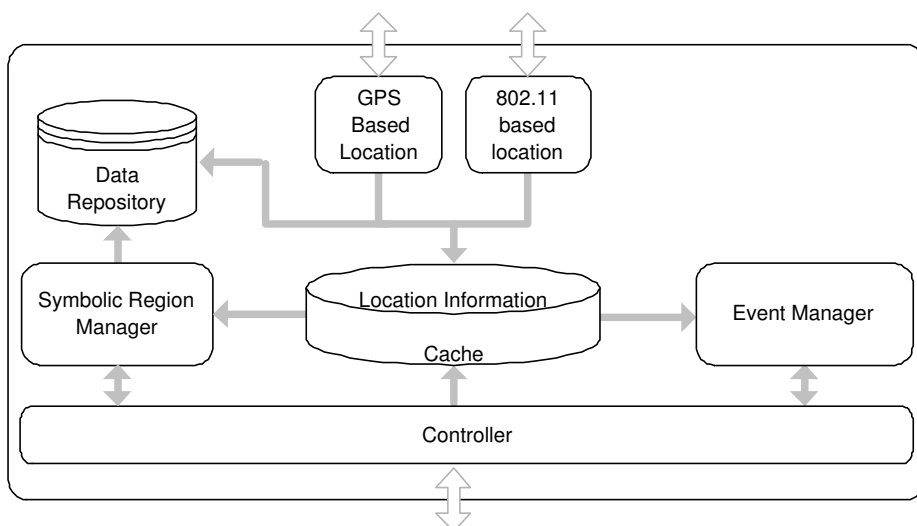 GPS
Based
Location
802.11
based
location
Data
Repository
Symbolic Region
Manager
Location Information
Cache
Event Manager
Controller